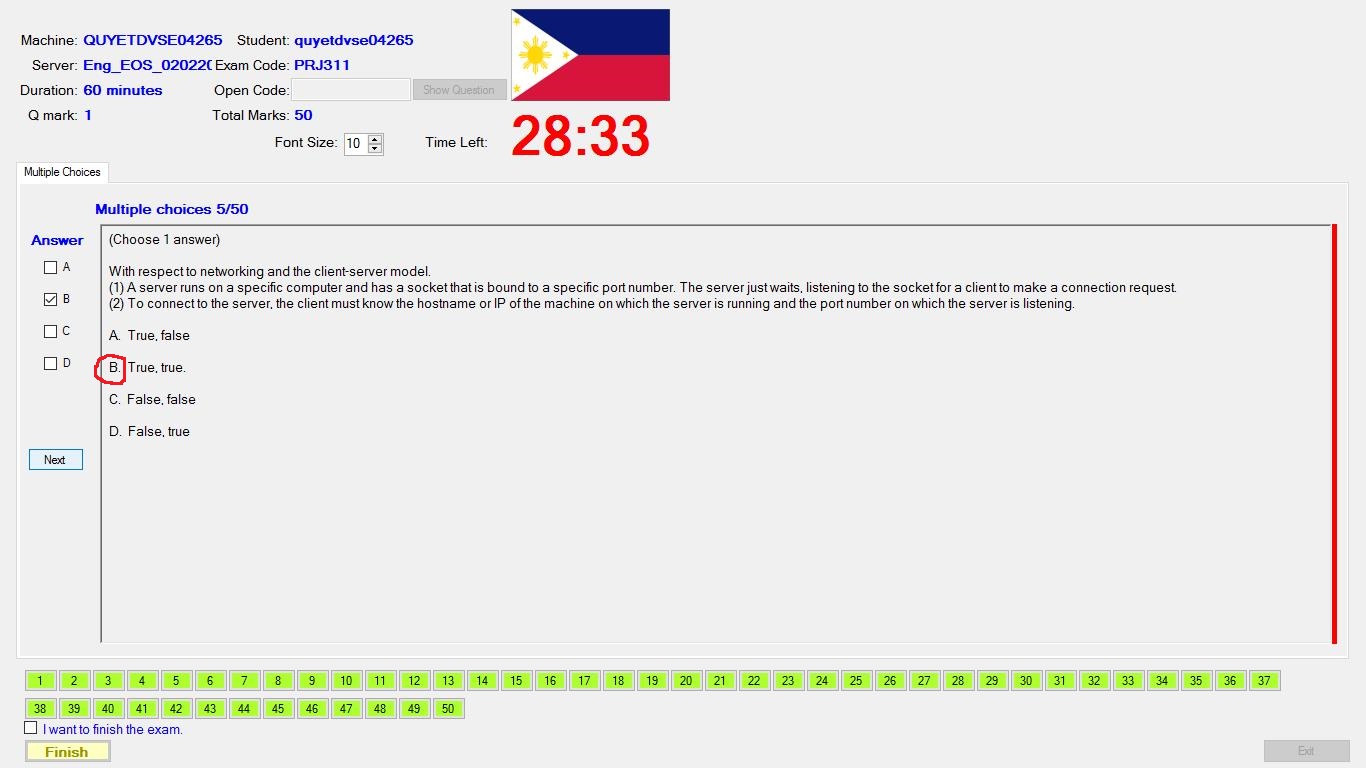 Machine: QUYETDVSE04265 Student: quyetdvse04265
Server: Eng_EOS_020220 Exam Code: PRJ311
Duration: 60 minutes Open Code: Show Question
Q mark: 1 Total Marks: 50
Font Size: 10 Time Left: 28:33
Multiple Choices
Multiple choices 5/50
Answer
A
B
C
D
Next
(Choose 1 answer)
With respect to networking and the client-server model.
(1) A server runs on a specific computer and has a socket that is bound to a specific port number. The server just waits, listening to the socket for a client to make a connection request.
(2) To connect to the server, the client must know the hostname or IP of the machine on which the server is running and the port number on which the server is listening.
A. True, false
B. True, true.
C. False, false
D. False, true
1 2 3 4 5 6 7 8 9 10 11 12 13 14 15 16 17 18 19 20 21 22 23 24 25 26 27 28 29 30 31 32 33 34 35 36 37
38 39 40 41 42 43 44 45 46 47 48 49 50
I want to finish the exam.
Finish
Exit